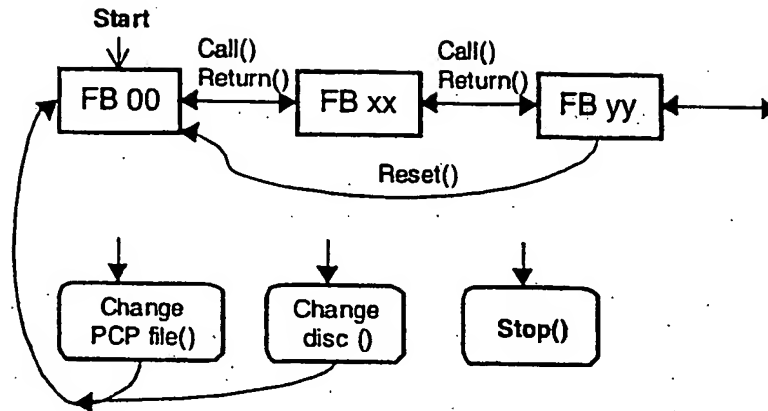 Start
FB 00
Call()
Return()
FB xx
Call()
Return()
FB yy
Reset()
Change
PCP file()
Change
disc ()
Stop()